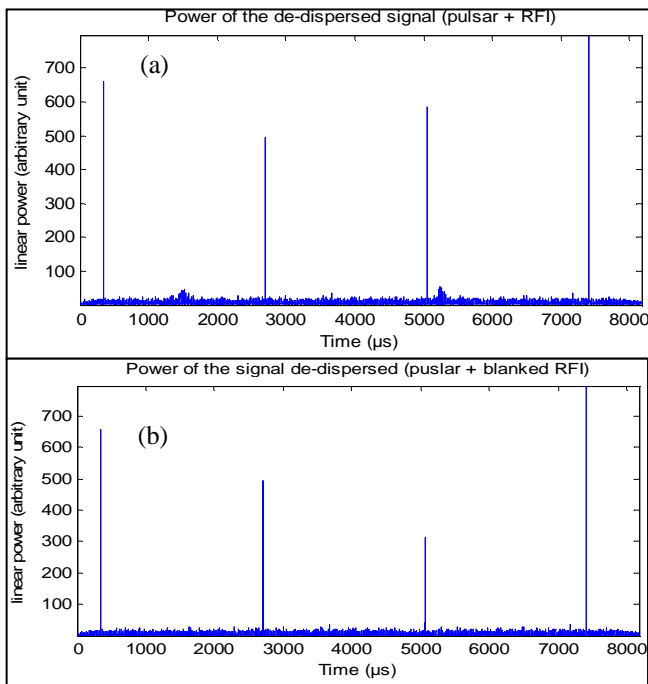 Power of the de-dispersed signal (pulsar + RFI)
(a)
linear power (arbitrary unit)
700
600
500
400
300
200
100
0 1000 2000 3000 4000 5000 6000 7000 8000
Time (µs)
Power of the signal de-dispersed (puslar + blanked RFI)
(b)
linear power (arbitrary unit)
700
600
500
400
300
200
100
0 1000 2000 3000 4000 5000 6000 7000 8000
Time (µs)